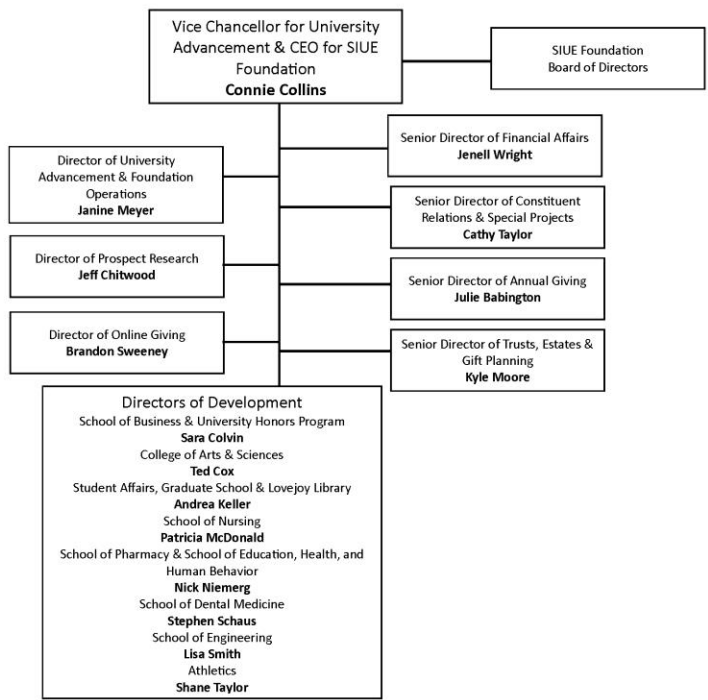 Vice Chancellor for University
Advancement & CEO for SIUE
Foundation
Connie Collins
SIUE Foundation
Board of Directors
Senior Director of Financial Affairs
Jenell Wright
Director of University
Advancement & Foundation
Operations
Janine Meyer
Senior Director of Constituent
Relations & Special Projects
Cathy Taylor
Director of Prospect Research
Jeff Chitwood
Senior Director of Annual Giving
Julie Babington
Director of Online Giving
Brandon Sweeney
Senior Director of Trusts, Estates &
Gift Planning
Kyle Moore
Directors of Development
School of Business & University Honors Program
Sara Colvin
College of Arts & Sciences
Ted Cox
Student Affairs, Graduate School & Lovejoy Library
Andrea Keller
School of Nursing
Patricia McDonald
School of Pharmacy & School of Education, Health, and
Human Behavior
Nick Niemerg
School of Dental Medicine
Stephen Schaus
School of Engineering
Lisa Smith
Athletics
Shane Taylor